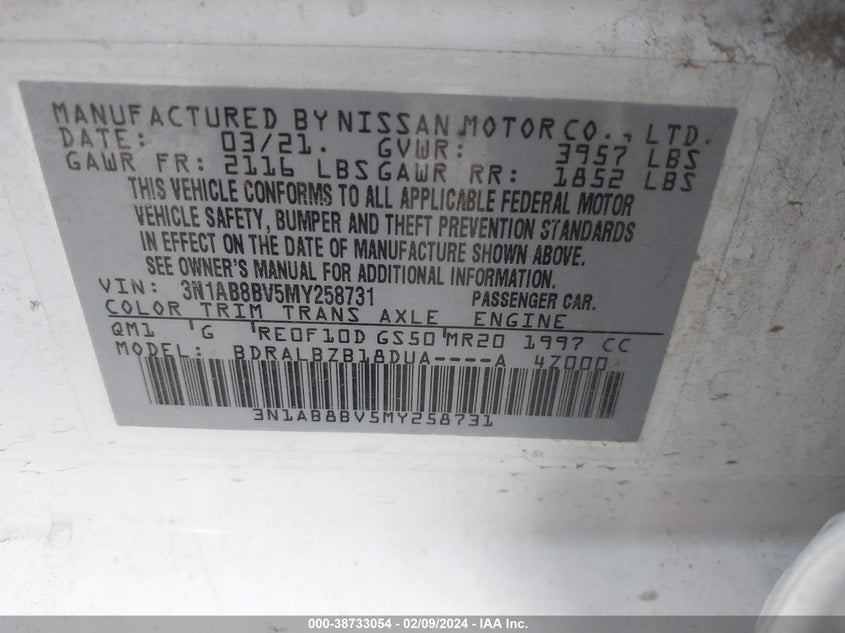 MANUFACTURED BY NISSAN MOTOR CO., LTD.
DATE: 03/21. GVWR: 3957 LBS
GAWR FR: 2116 LBS GAWR RR: 1852 LBS
THIS VEHICLE CONFORMS TO ALL APPLICABLE FEDERAL MOTOR
VEHICLE SAFETY, BUMPER AND THEFT PREVENTION STANDARDS
IN EFFECT ON THE DATE OF MANUFACTURE SHOWN ABOVE.
SEE OWNER'S MANUAL FOR ADDITIONAL INFORMATION.
VIN: 3N1AB8BV5MY258731 PASSENGER CAR.
COLOR TRIM TRANS AXLE ENGINE
QM1 'G 'RE0F10D GS50'MR20 1997 CC
MODEL: BDRALBZB18DUA----A 4Z000
3N1AB8BV5MY258731
000-38733054 - 02/09/2024 - IAA Inc.